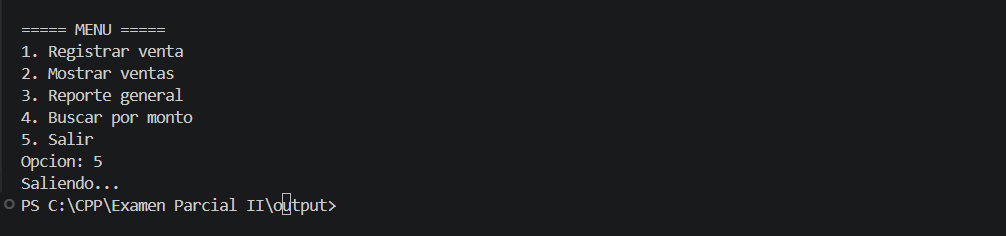 ===== MENU =====
1. Registrar venta
2. Mostrar ventas
3. Reporte general
4. Buscar por monto
5. Salir
Opcion: 5
Saliendo...
PS C:\CPP\Examen Parcial II\output>